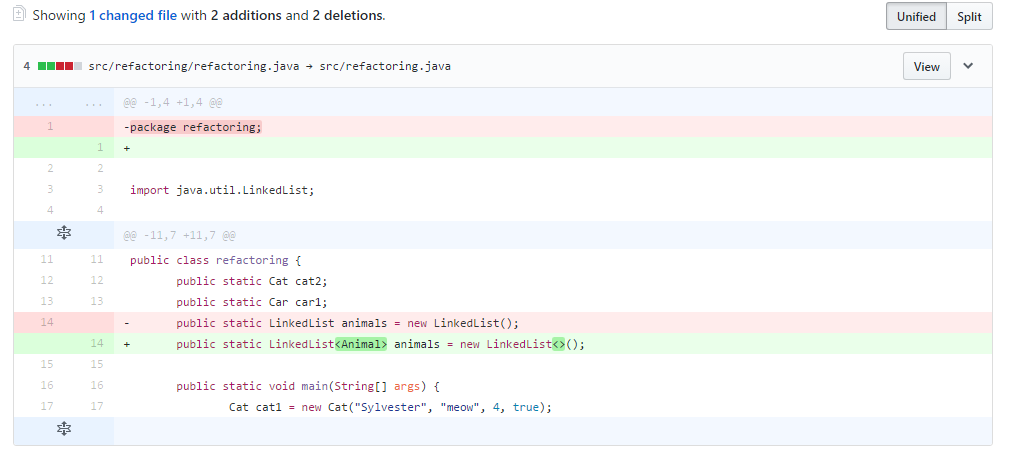 Showing 1 changed file with 2 additions and 2 deletions.
Unified Split
4 src/refactoring/refactoring.java → src/refactoring.java View
... ... @@ -1,4 +1,4 @@
1 -package refactoring;
1 +
2 2
3 3 import java.util.LinkedList;
4 4
@@ -11,7 +11,7 @@
11 11 public class refactoring {
12 12 public static Cat cat2;
13 13 public static Car car1;
14 - public static LinkedList animals = new LinkedList();
14 + public static LinkedList<Animal> animals = new LinkedList<>();
15 15
16 16 public static void main(String[] args) {
17 17 Cat cat1 = new Cat("Sylvester", "meow", 4, true);